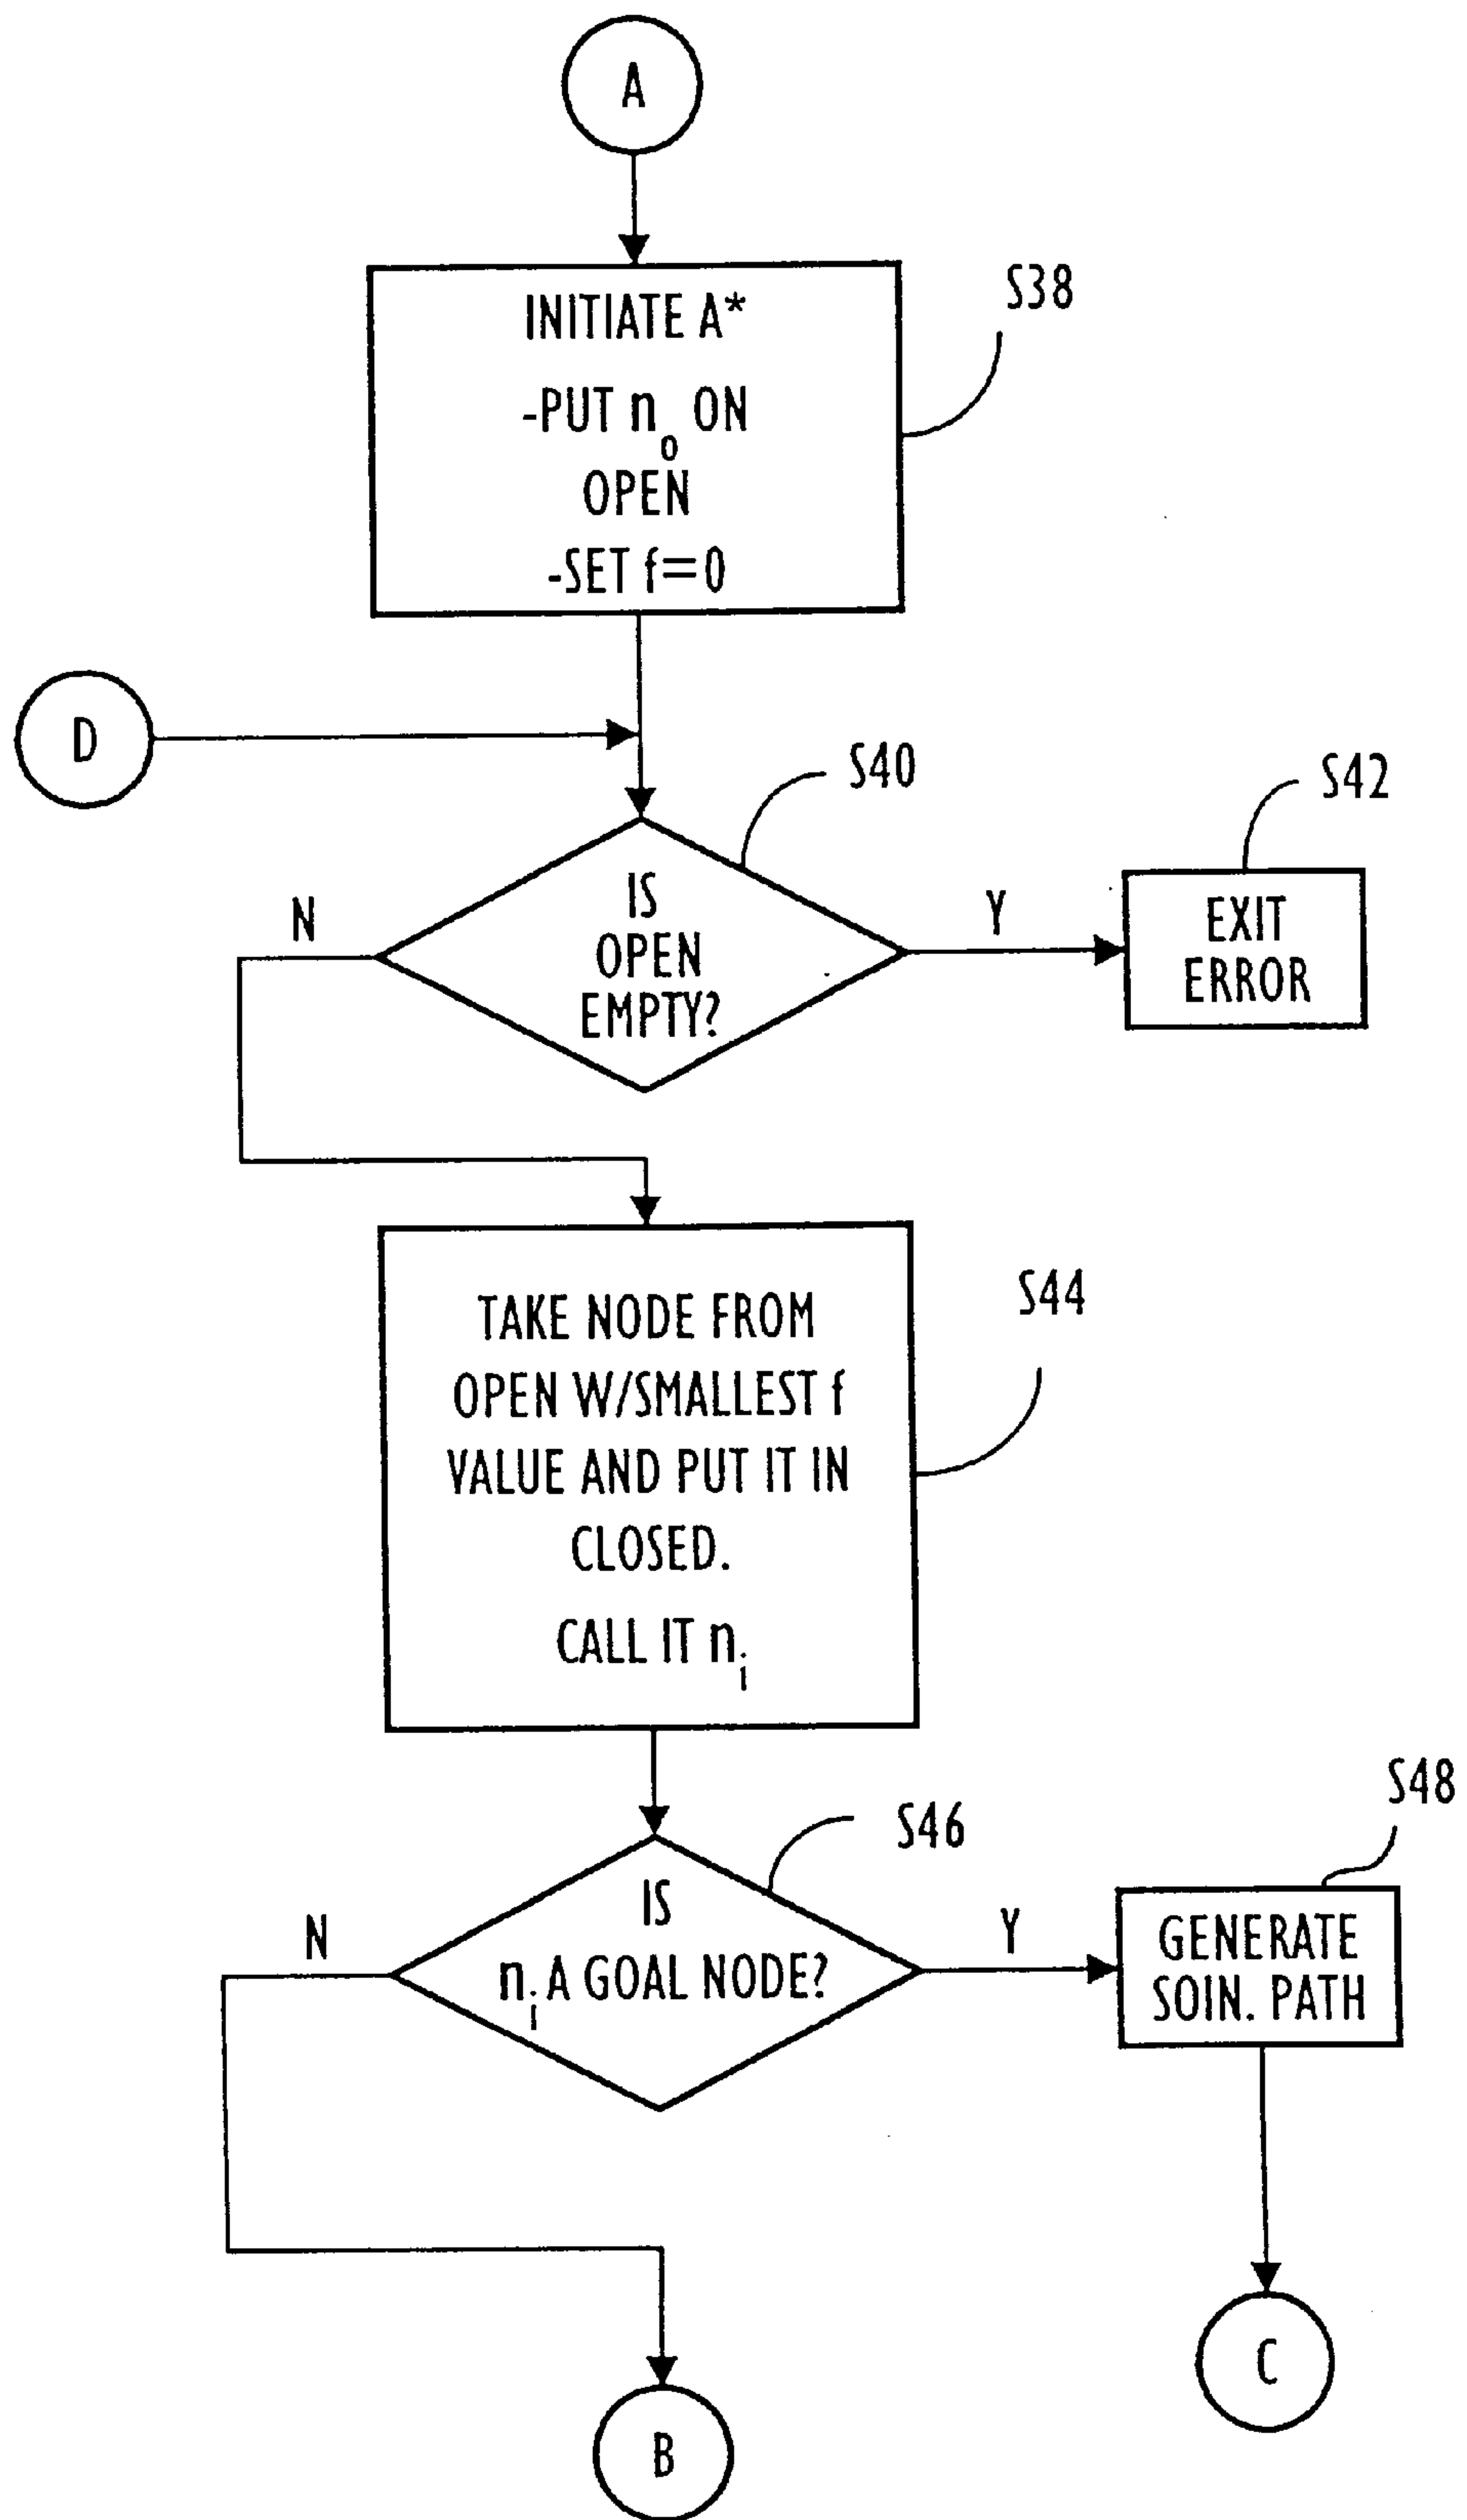 A
INITIATE A*
-PUT n₀ ON
OPEN
-SET f=0
S38
D
S40
S42
IS
OPEN
EMPTY?
N
Y
EXIT
ERROR
TAKE NODE FROM
OPEN W/SMALLEST f
VALUE AND PUT IT IN
CLOSED.
CALL IT nᵢ
S44
S46
S48
IS
nᵢ A GOAL NODE?
N
Y
GENERATE
SOIN. PATH
C
B